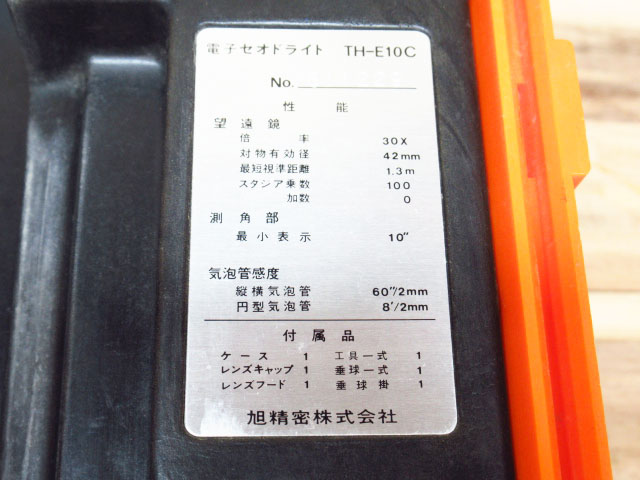 電子セオドライト TH-E10C
No.
性能
望遠鏡
倍率 30X
対物有効径 42mm
最短視準距離 1.3m
スタジア乗数 100
加数 0
測角部
最小表示 10"
気泡管感度
縦横気泡管 60"/2mm
円型気泡管 8'/2mm
付属品
ケース 1 工具一式 1
レンズキャップ 1 垂球一式 1
レンズフード 1 垂球掛 1
旭精密株式会社